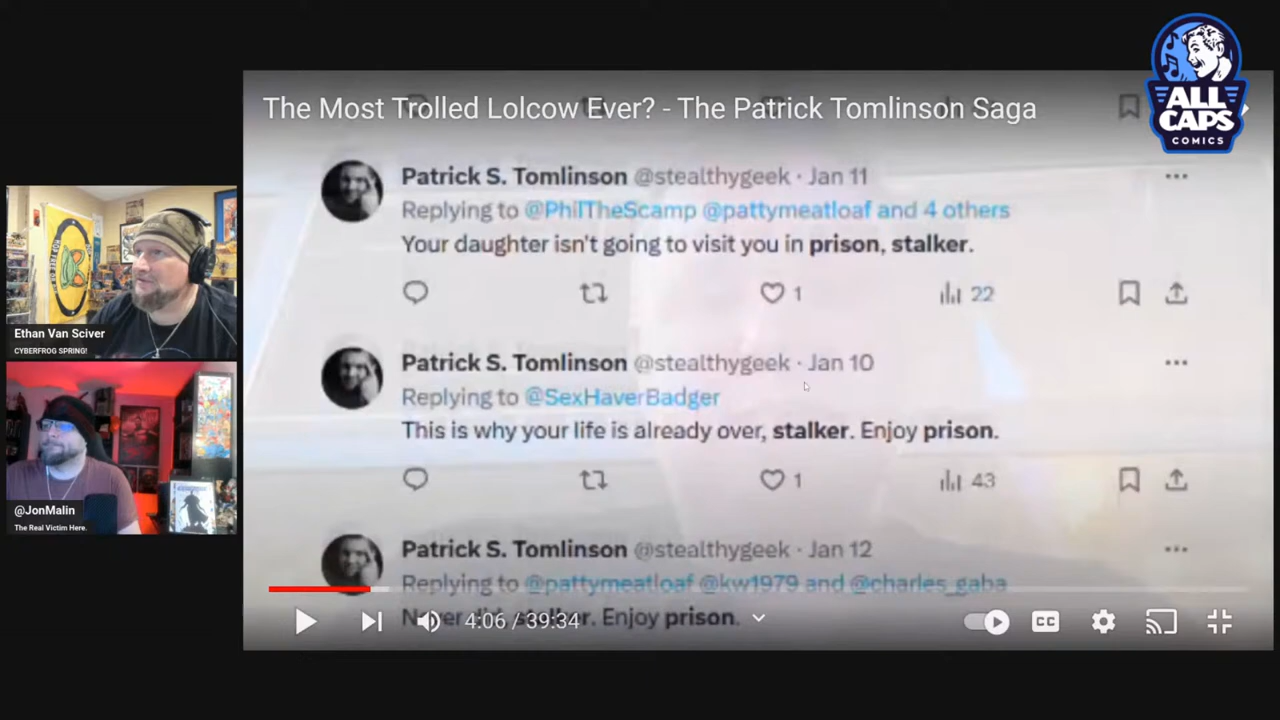 The Most Trolled Lolcow Ever? - The Patrick Tomlinson Saga
ALL
CAPS
COMICS
Patrick S. Tomlinson @stealthygeek · Jan 11
Replying to @PhilTheScamp @pattymeatloaf and 4 others
Your daughter isn't going to visit you in prison, stalker.
1
22
Patrick S. Tomlinson @stealthygeek · Jan 10
Replying to @SexHaverBadger
This is why your life is already over, stalker. Enjoy prison.
1
43
Patrick S. Tomlinson @stealthygeek · Jan 12
Replying to @pattymeatloaf @kw1979 and @charles_gaba
Never did, stalker. Enjoy prison.
4:06 / 39:34
CC
Ethan Van Sciver
CYBERFROG SPRING!
@JonMalin
The Real Victim Here.